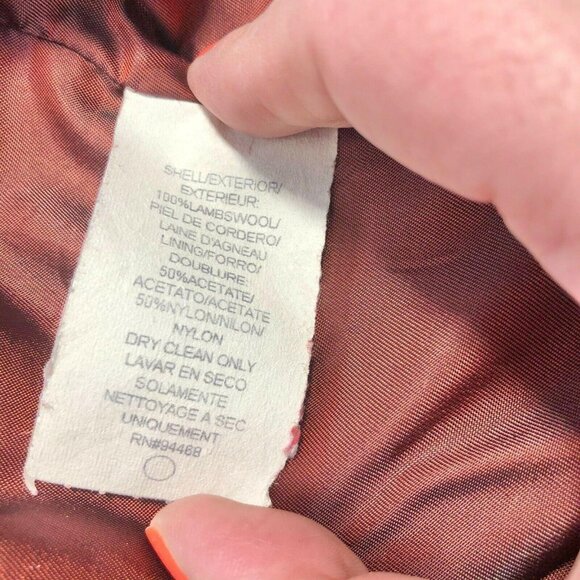 SHELL/EXTERIOR/
EXTERIEUR:
100%LAMBSWOOL/
PIEL DE CORDERO/
LAINE D'AGNEAU
LINING/FORRO/
DOUBLURE:
50%ACETATE/
ACETATO/ACETATE
50%NYLON/NILON/
NYLON
DRY CLEAN ONLY
LAVAR EN SECO
SOLAMENTE
NETTOYAGE A SEC
UNIQUEMENT
RN#94468